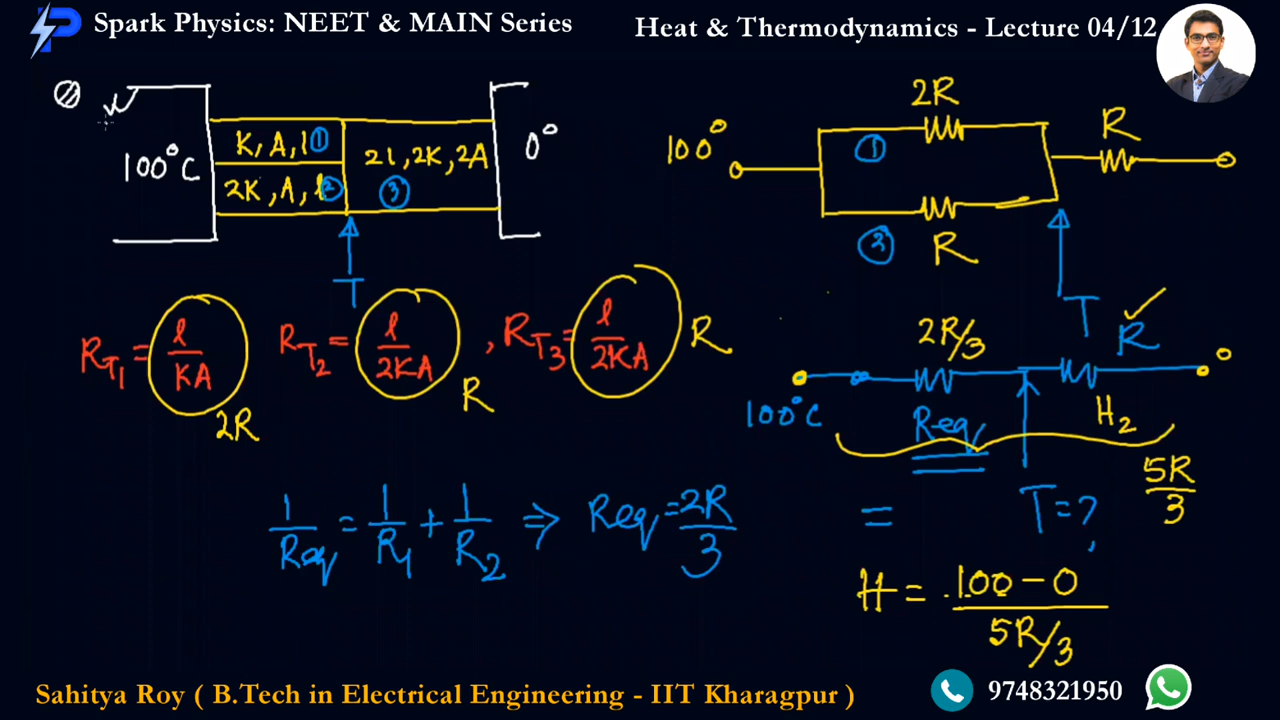 Spark Physics: NEET & MAIN Series
Heat & Thermodynamics - Lecture 04/12
100°C
K, A, l ①
2K, A, l ②
2l, 2K, 2A
③
0°
T
100°
2R
①
R
②
R
T
R_T₁ = l/KA
2R
R_T₂ = l/2KA
R
, R_T₃ = l/2KA
R
2R/3
R
100°C
Req
H₂
0
5R/3
T = ?
1/Req = 1/R₁ + 1/R₂ ⇒ Req = 2R/3
=
H = 100 - 0 / 5R/3
Sahitya Roy ( B.Tech in Electrical Engineering - IIT Kharagpur )
9748321950